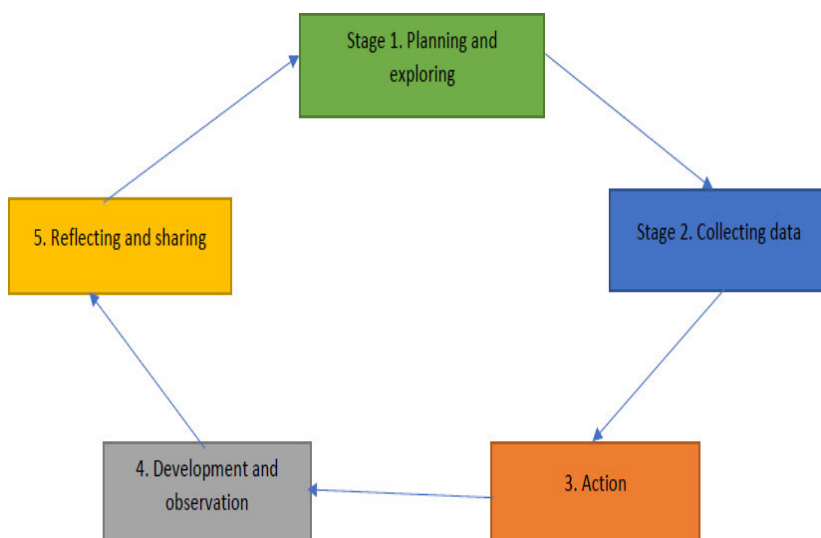 Stage 1. Planning and
exploring
Stage 2. Collecting data
3. Action
4. Development and
observation
5. Reflecting and sharing